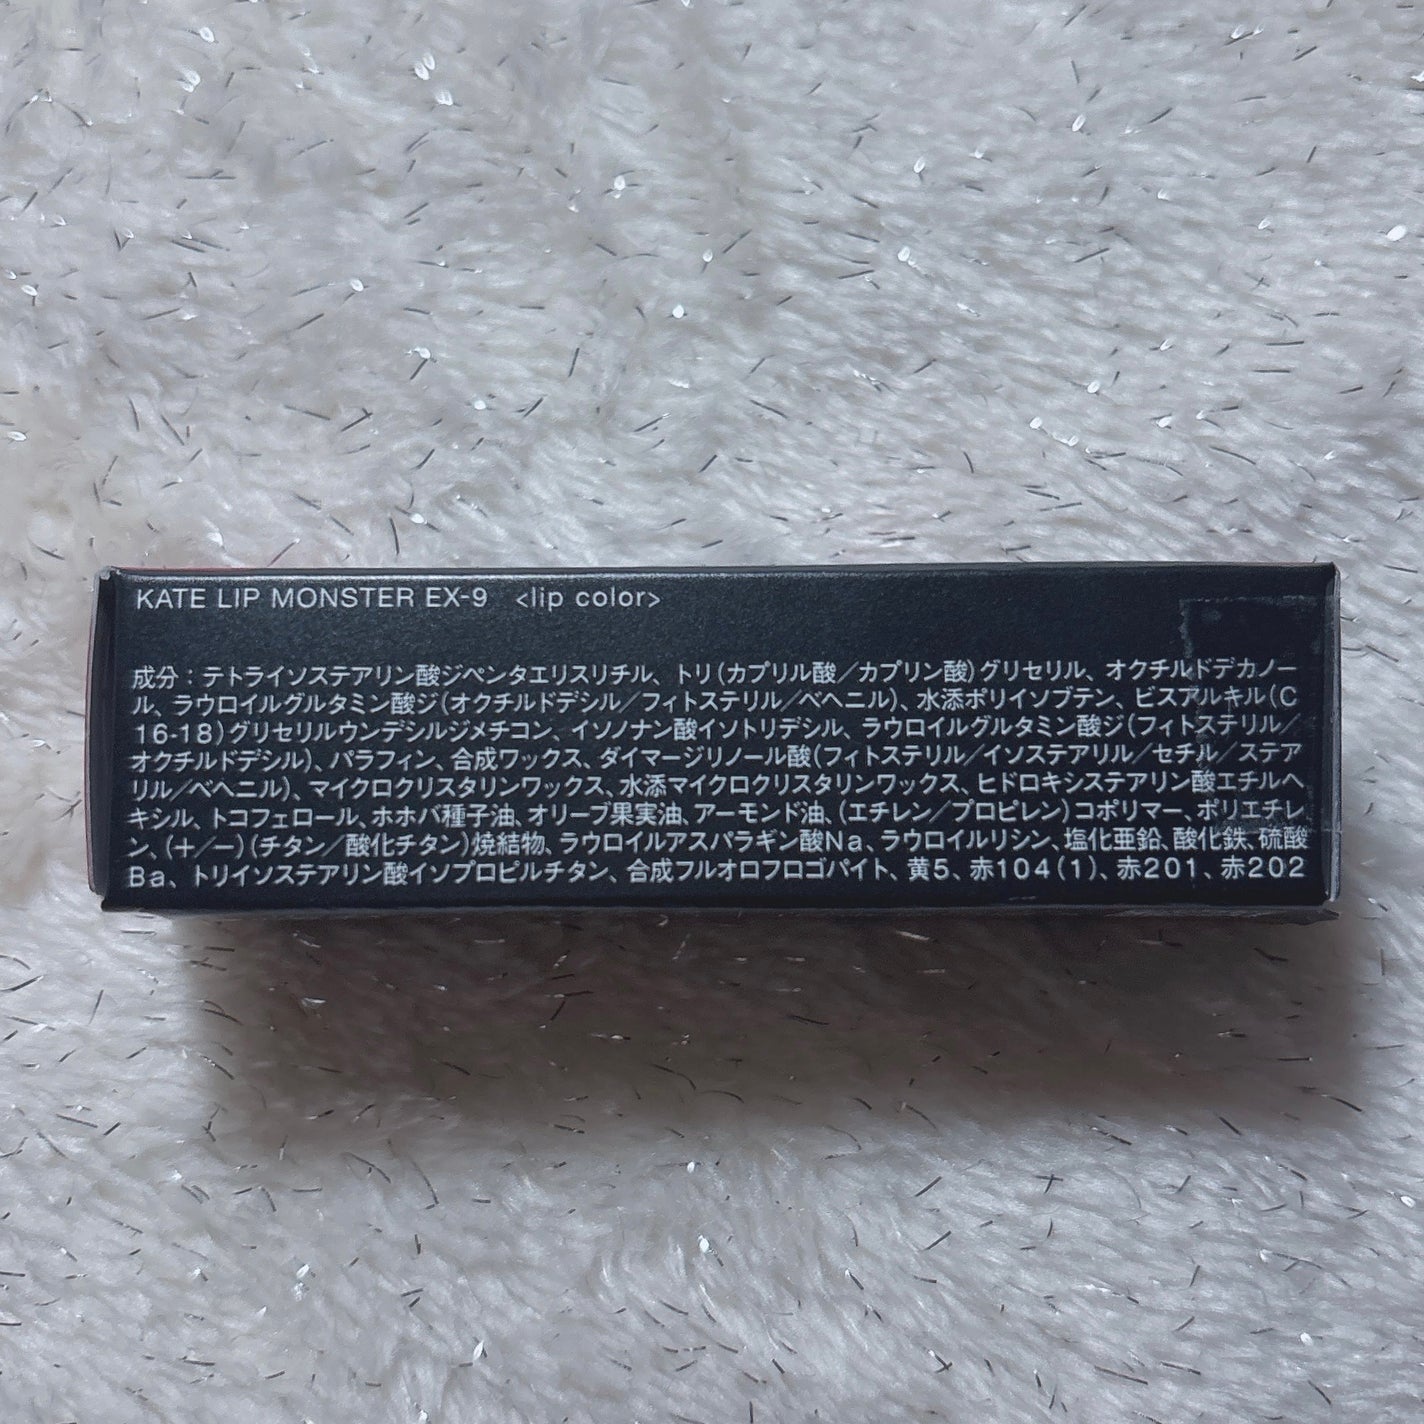 KATE LIP MONSTER EX-9 <lip color>
成分：テトライソステアリン酸ジペンタエリスリチル、トリ(カプリル酸／カプリン酸)グリセリル、オクチルドデカノー
ル、ラウロイルグルタミン酸ジ(オクチルドデシル／フィトステリル／ベヘニル)、水添ポリイソブテン、ビスアルキル(C
16-18)グリセリルウンデシルジメチコン、イソノナン酸イソトリデシル、ラウロイルグルタミン酸ジ(フィトステリル／
オクチルドデシル)、パラフィン、合成ワックス、ダイマージリノール酸(フィトステリル／イソステアリル／セチル／ステア
リル／ベヘニル)、マイクロクリスタリンワックス、水添マイクロクリスタリンワックス、ヒドロキシステアリン酸エチルヘ
キシル、トコフェロール、ホホバ種子油、オリーブ果実油、アーモンド油、(エチレン／プロピレン)コポリマー、ポリエチレ
ン、(+／−)(チタン／酸化チタン)焼結物、ラウロイルアスパラギン酸Na、ラウロイルリシン、塩化亜鉛、酸化鉄、硫酸
Ba、トリイソステアリン酸イソプロピルチタン、合成フルオロフロゴパイト、黄5、赤104(1)、赤201、赤202